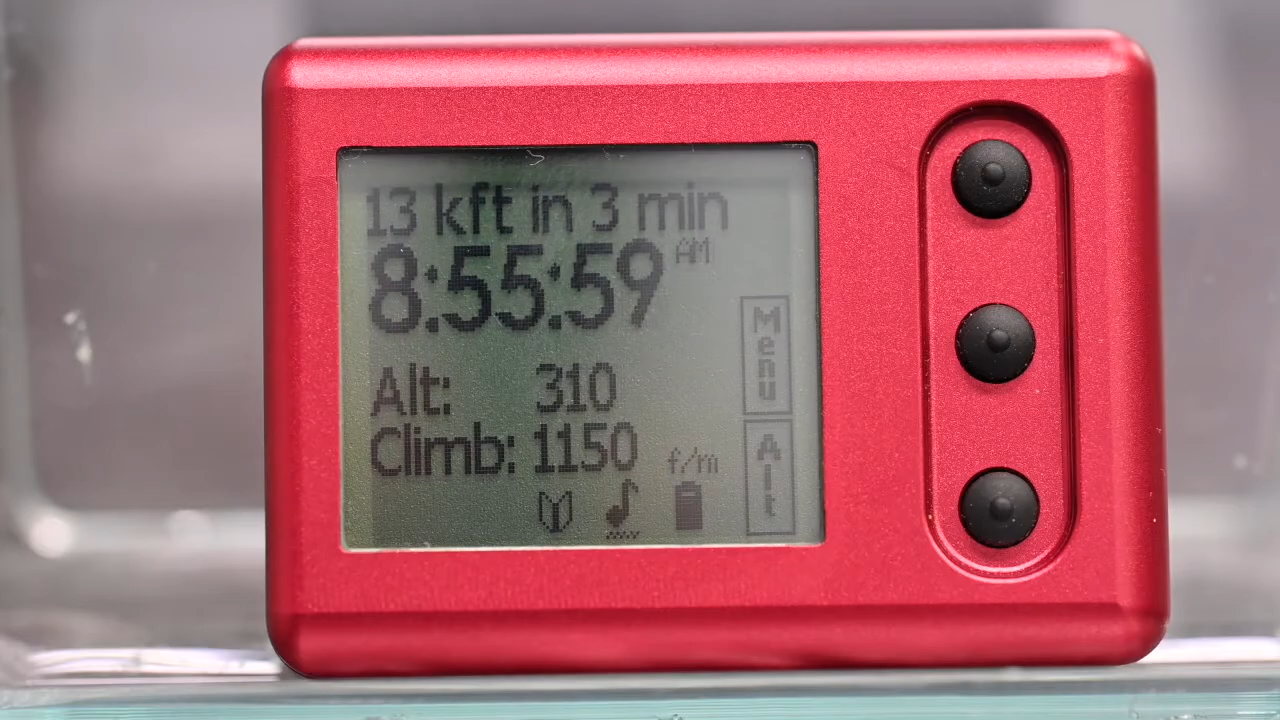 13 kft in 3 min
8:55:59 AM
Alt: 310
Climb: 1150 f/m
Menu
Alt